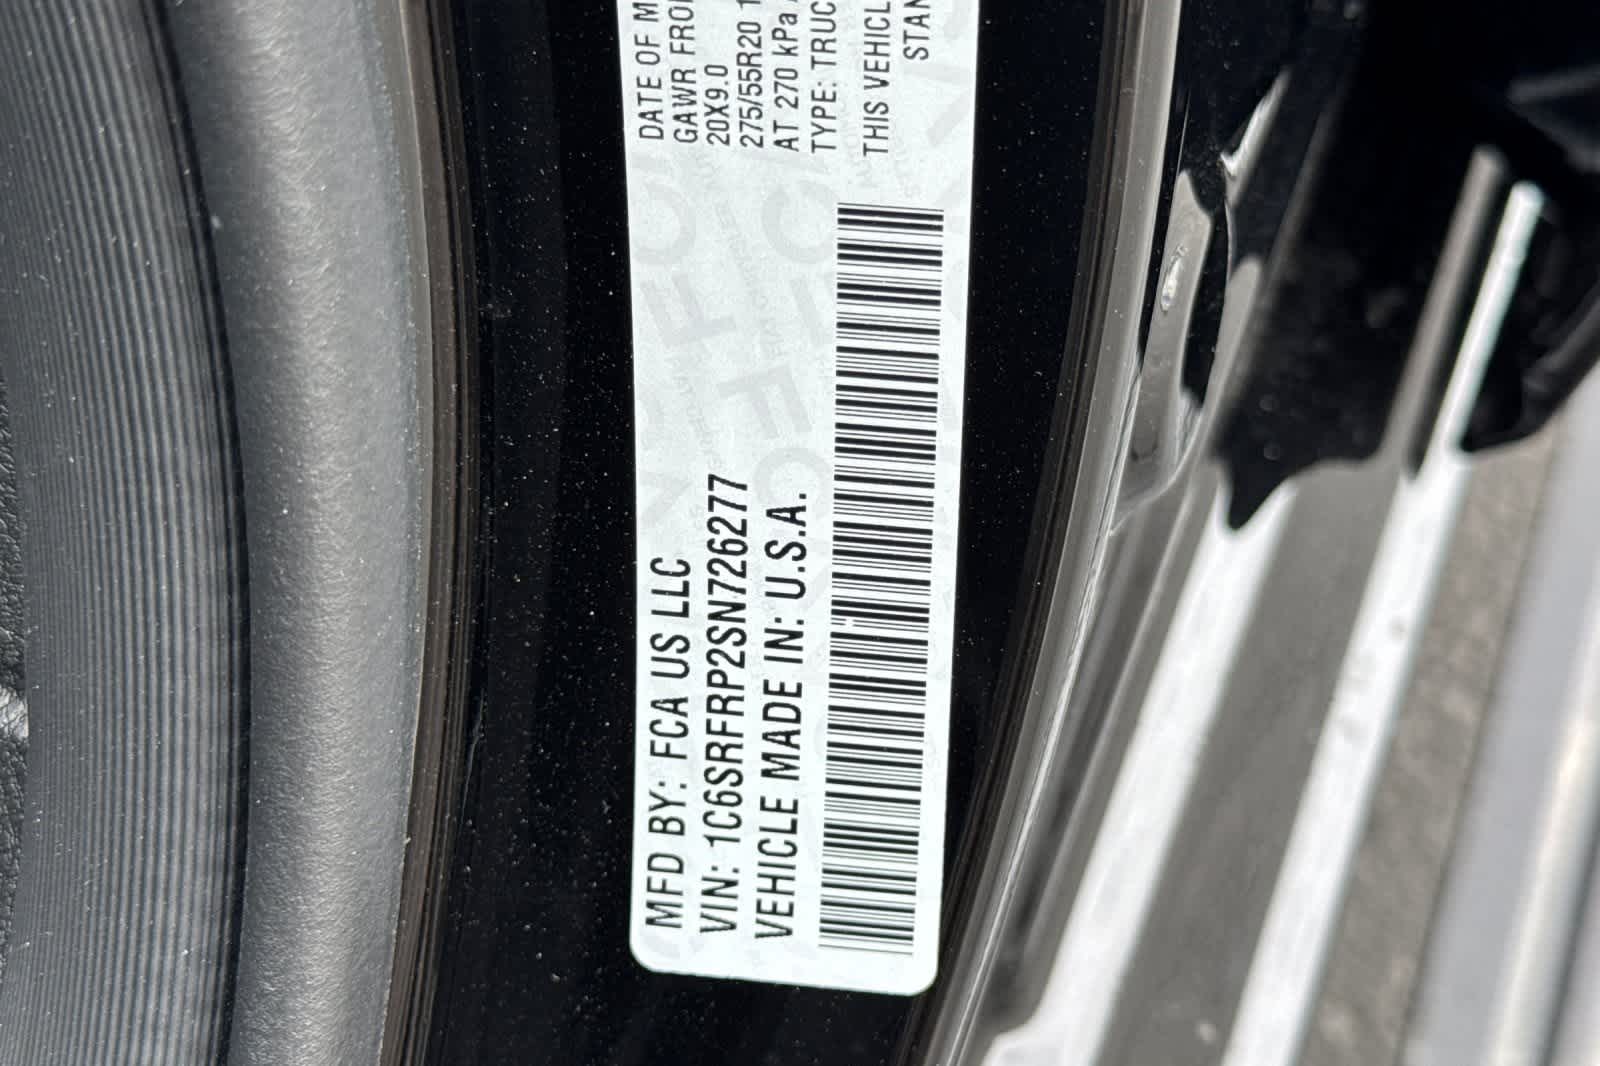 MFD BY: FCA US LLC
VIN: 1C6SRFRP2SN726277
VEHICLE MADE IN: U.S.A.
DATE OF M
GAWR FRO
20X9.0
275/55R20 1
AT 270 kPa
TYPE: TRUC
THIS VEHICL
STAN